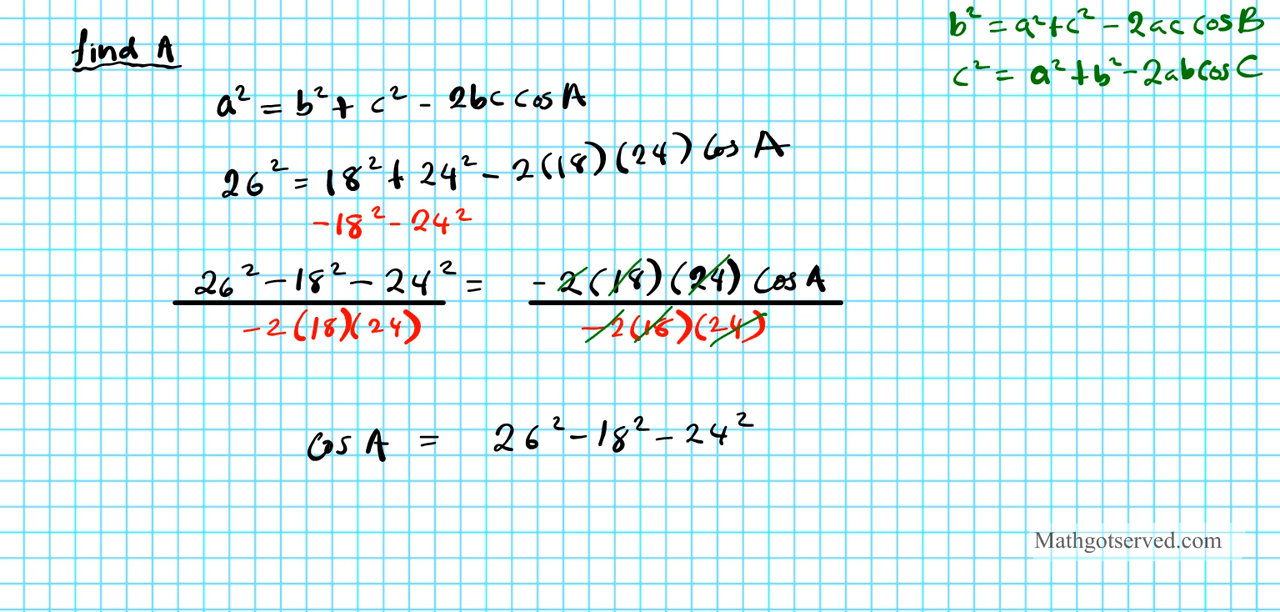 find A
b² = a² + c² - 2ac cos B
c² = a² + b² - 2ab cos C
a² = b² + c² - 2bc cos A
26² = 18² + 24² - 2(18)(24) cos A
-18² - 24²
26² - 18² - 24² = -2(18)(24) cos A
-2(18)(24) -2(18)(24)
cos A = 26² - 18² - 24²
Mathgotserved.com